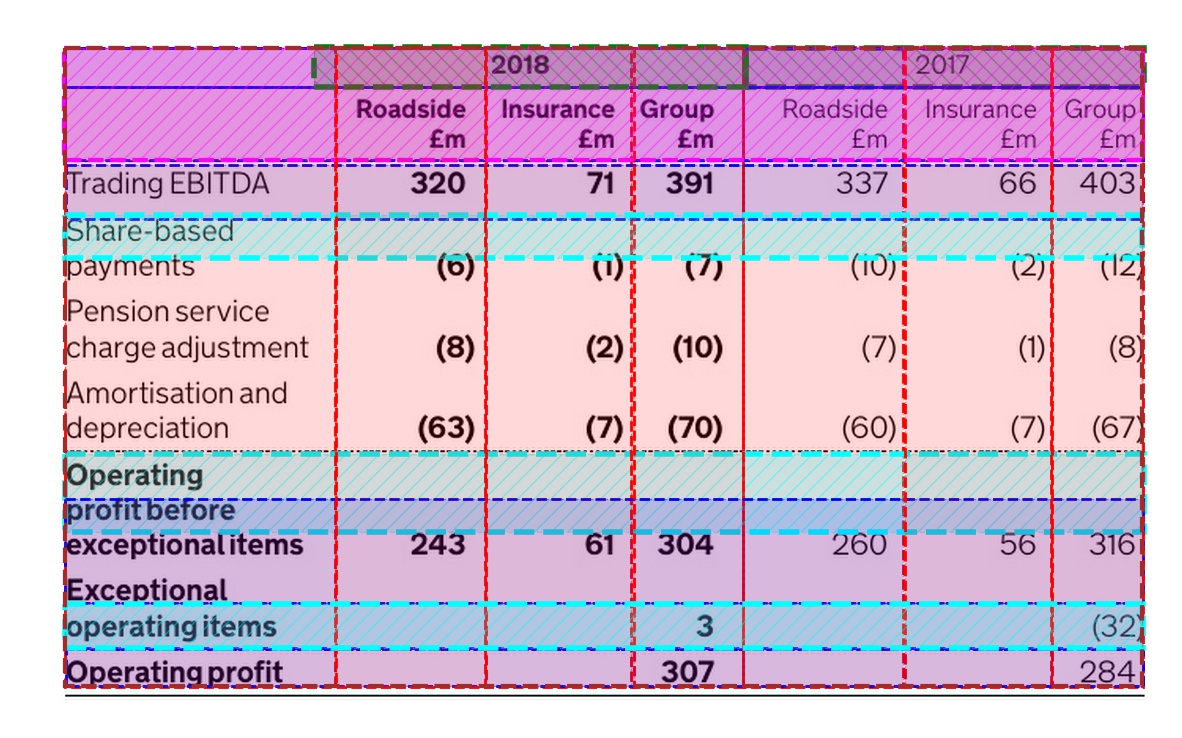 2018 2017
Roadside Insurance Group Roadside Insurance Group
£m £m £m £m £m £m
Trading EBITDA 320 71 391 337 66 403
Share-based
payments (6) (1) (7) (10) (2) (12)
Pension service
charge adjustment (8) (2) (10) (7) (1) (8)
Amortisation and
depreciation (63) (7) (70) (60) (7) (67)
Operating
profit before
exceptional items 243 61 304 260 56 316
Exceptional
operating items 3 (32)
Operating profit 307 284